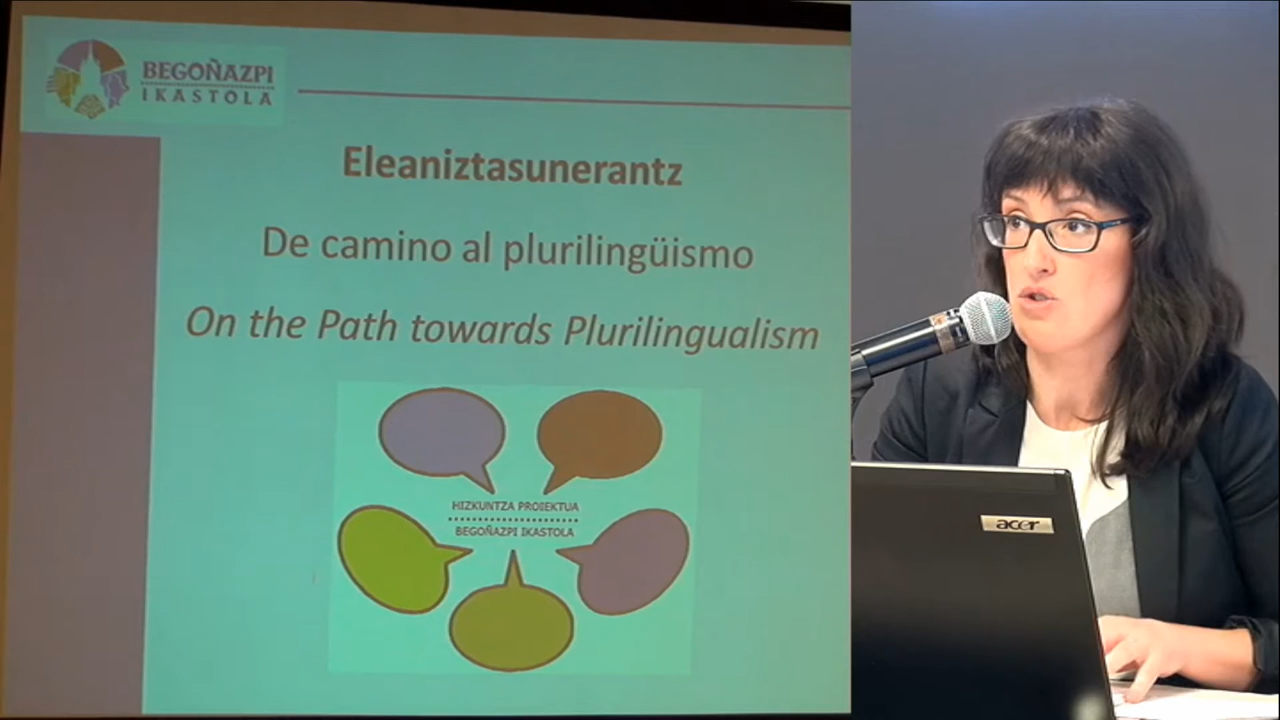 BEGOÑAZPI
IKASTOLA
Eleaniztasunerantz
De camino al plurilingüismo
On the Path towards Plurilingualism
HIZKUNTZA PROIEKTUA
BEGOÑAZPI IKASTOLA
acer